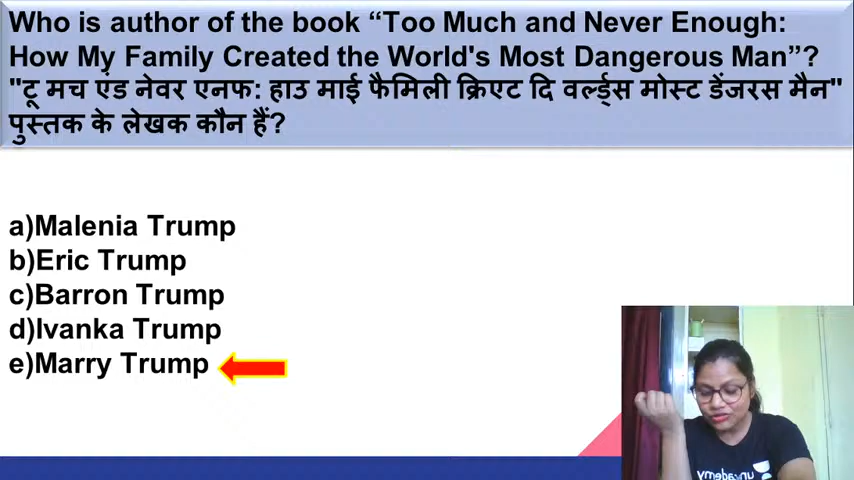 Who is author of the book “Too Much and Never Enough:
How My Family Created the World's Most Dangerous Man”?
"टू मच एंड नेवर एनफ: हाउ माई फैमिली क्रिएट दि वर्ल्ड्स मोस्ट डेंजरस मैन"
पुस्तक के लेखक कौन हैं?
a)Malenia Trump
b)Eric Trump
c)Barron Trump
d)Ivanka Trump
e)Marry Trump